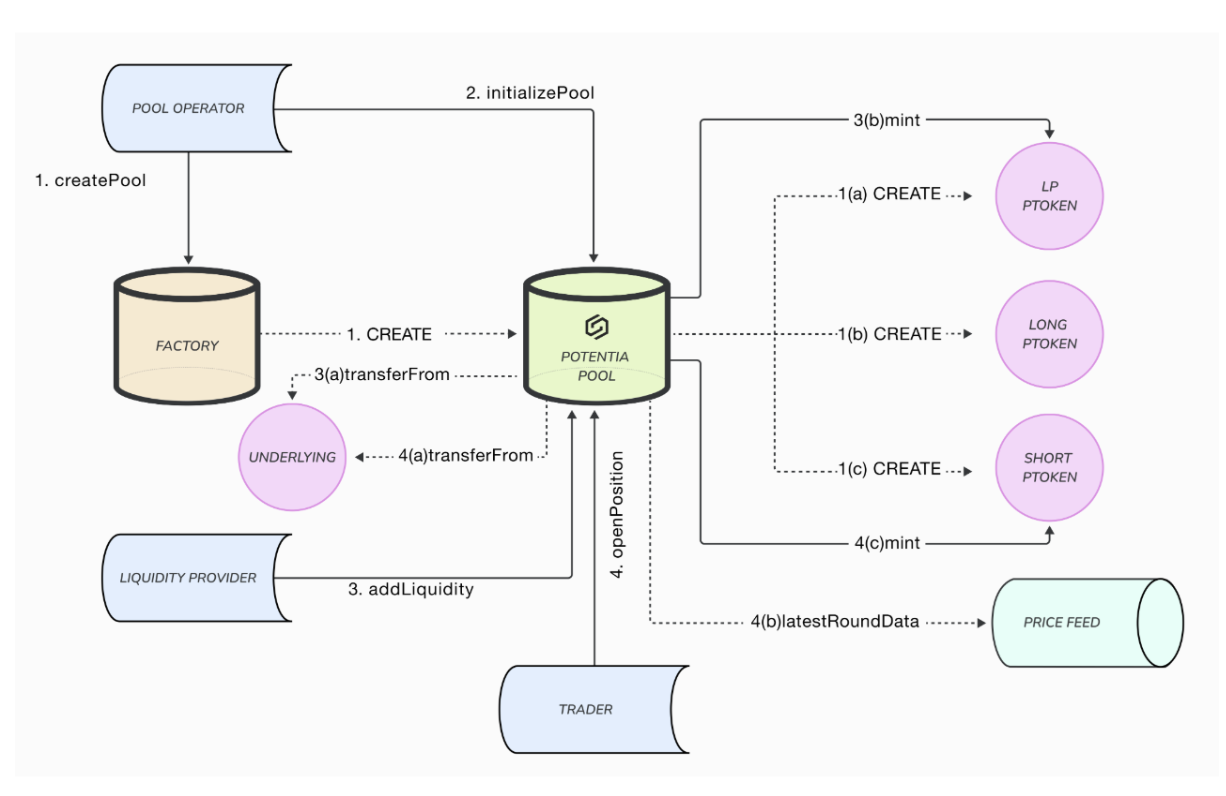 POOL OPERATOR
2. initializePool
1. createPool
3(b)mint
1(a) CREATE
LP
PTOKEN
FACTORY
1. CREATE
POTENTIA
POOL
1(b) CREATE
LONG
PTOKEN
3(a)transferFrom
UNDERLYING
4(a)transferFrom
4. openPosition
1(c) CREATE
SHORT
PTOKEN
4(c)mint
LIQUIDITY PROVIDER
3. addLiquidity
4(b)latestRoundData
PRICE FEED
TRADER